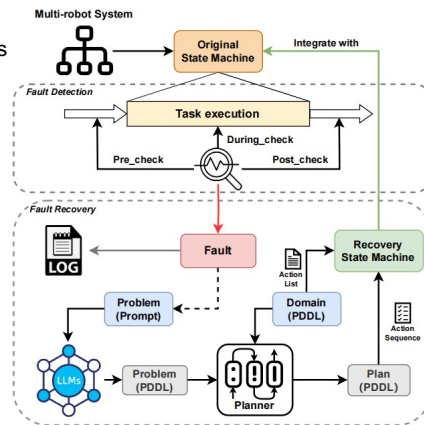 Multi-robot System
s
Original
State Machine
Integrate with
Fault Detection
Task execution
During_check
Pre_check
Post_check
Fault Recovery
LOG
Fault
Recovery
State Machine
Action
List
Problem
(Prompt)
Domain
(PDDL)
Action
Sequence
LLMs
Problem
(PDDL)
Planner
Plan
(PDDL)